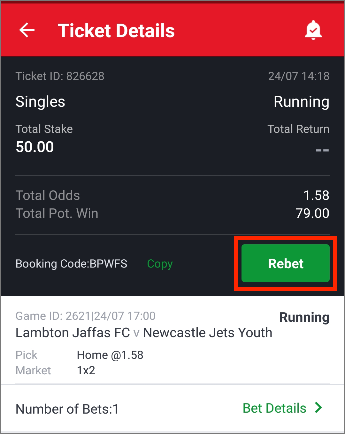 Ticket Details
Ticket ID: 826628 24/07 14:18
Singles Running
Total Stake Total Return
50.00 --
Total Odds 1.58
Total Pot. Win 79.00
Booking Code:BPWFS Copy Rebet
Game ID: 2621|24/07 17:00 Running
Lambton Jaffas FC v Newcastle Jets Youth
Pick Home @1.58
Market 1x2
Number of Bets:1 Bet Details >